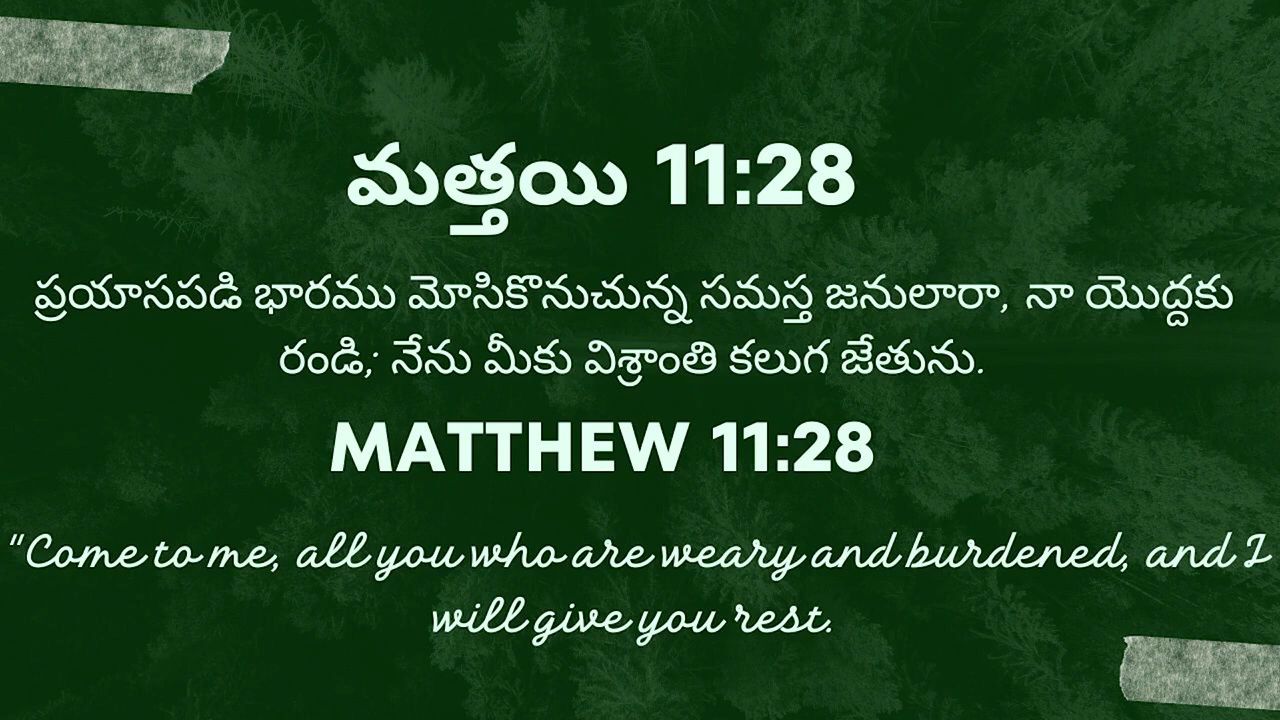 మత్తయి 11:28
ప్రయాసపడి భారము మోసికొనుచున్న సమస్త జనులారా, నా యొద్దకు
రండి; నేను మీకు విశ్రాంతి కలుగ జేతును.
MATTHEW 11:28
"Come to me, all you who are weary and burdened, and I
will give you rest.